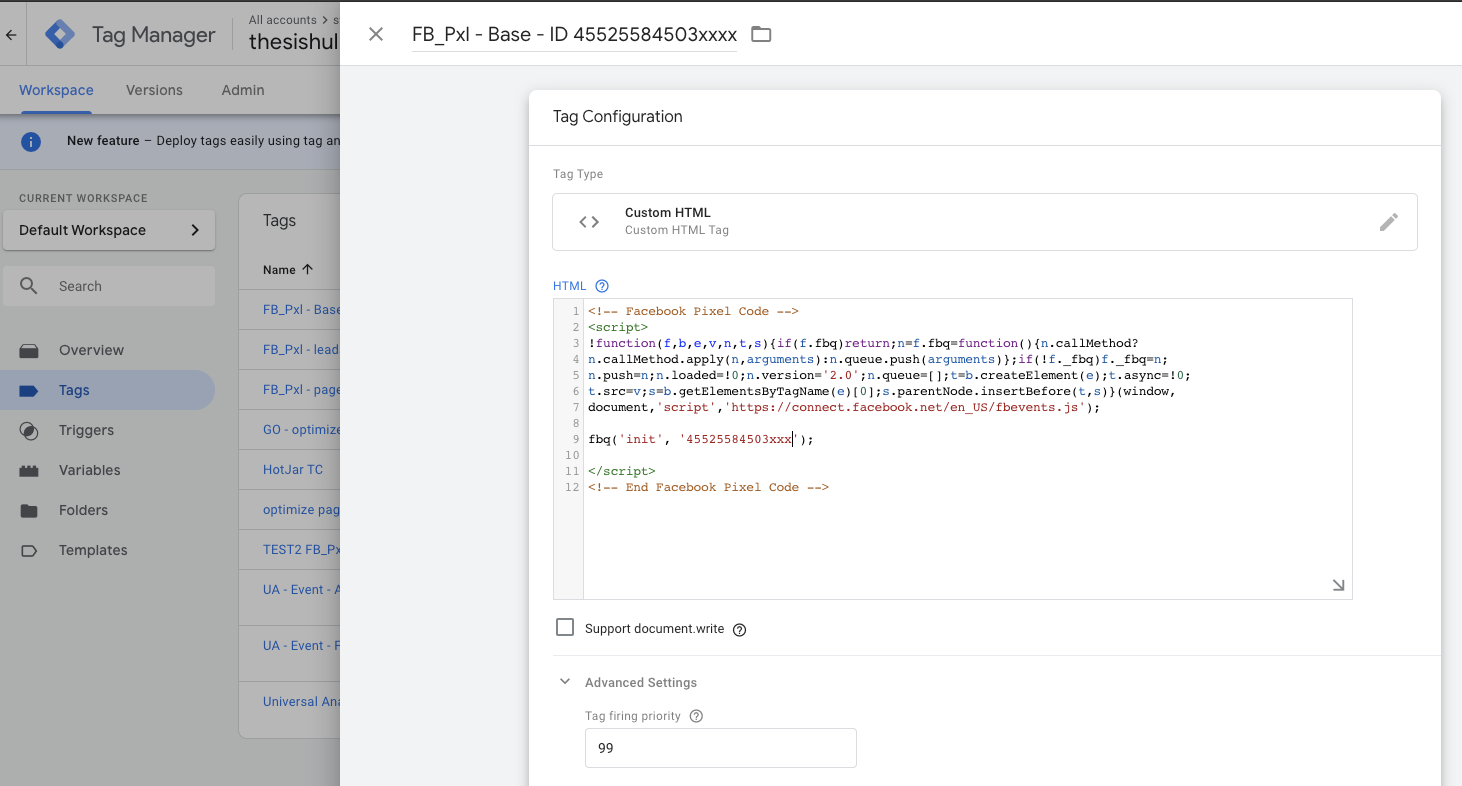 Tag Manager
All accounts > s
thesishul
Workspace
Versions
Admin
New feature – Deploy tags easily using tag an
CURRENT WORKSPACE
Default Workspace
Search
Overview
Tags
Triggers
Variables
Folders
Templates
Tags
Name
FB_Pxl - Base
FB_Pxl - lead
FB_Pxl - page
GO - optimize
HotJar TC
optimize pag
TEST2 FB_Px
UA - Event - A
UA - Event - F
Universal Ana
FB_Pxl - Base - ID 45525584503xxxx
Tag Configuration
Tag Type
Custom HTML
Custom HTML Tag
HTML
1 <!-- Facebook Pixel Code -->
2 <script>
3 !function(f,b,e,v,n,t,s){if(f.fbq)return;n=f.fbq=function(){n.callMethod?
4 n.callMethod.apply(n,arguments):n.queue.push(arguments)};if(!f._fbq)f._fbq=n;
5 n.push=n;n.loaded=!0;n.version='2.0';n.queue=[];t=b.createElement(e);t.async=!0;
6 t.src=v;s=b.getElementsByTagName(e)[0];s.parentNode.insertBefore(t,s)}(window,
7 document,'script','https://connect.facebook.net/en_US/fbevents.js');
8
9 fbq('init', '45525584503xxx');
10
11 </script>
12 <!-- End Facebook Pixel Code -->
Support document.write
Advanced Settings
Tag firing priority
99